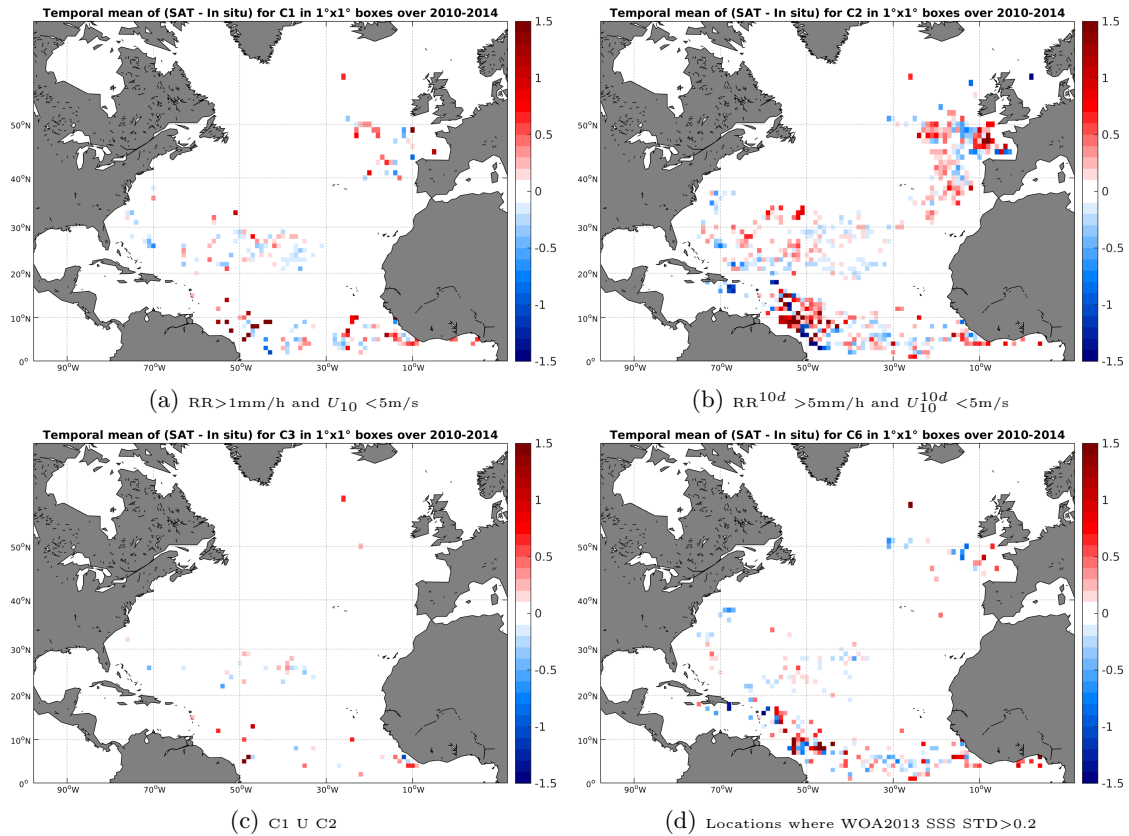 Temporal mean of (SAT - In situ) for C1 in 1°x1° boxes over 2010-2014
50°N
40°N
30°N
20°N
10°N
0°
90°W 70°W 50°W 30°W 10°W
1.5
1
0.5
0
-0.5
-1
-1.5
(a) RR>1mm/h and U10 <5m/s
Temporal mean of (SAT - In situ) for C2 in 1°x1° boxes over 2010-2014
50°N
40°N
30°N
20°N
10°N
0°
90°W 70°W 50°W 30°W 10°W
1.5
1
0.5
0
-0.5
-1
-1.5
(b) RR^10d >5mm/h and U10^10d <5m/s
Temporal mean of (SAT - In situ) for C3 in 1°x1° boxes over 2010-2014
50°N
40°N
30°N
20°N
10°N
0°
90°W 70°W 50°W 30°W 10°W
1.5
1
0.5
0
-0.5
-1
-1.5
(c) C1 U C2
Temporal mean of (SAT - In situ) for C6 in 1°x1° boxes over 2010-2014
50°N
40°N
30°N
20°N
10°N
0°
90°W 70°W 50°W 30°W 10°W
1.5
1
0.5
0
-0.5
-1
-1.5
(d) Locations where WOA2013 SSS STD>0.2